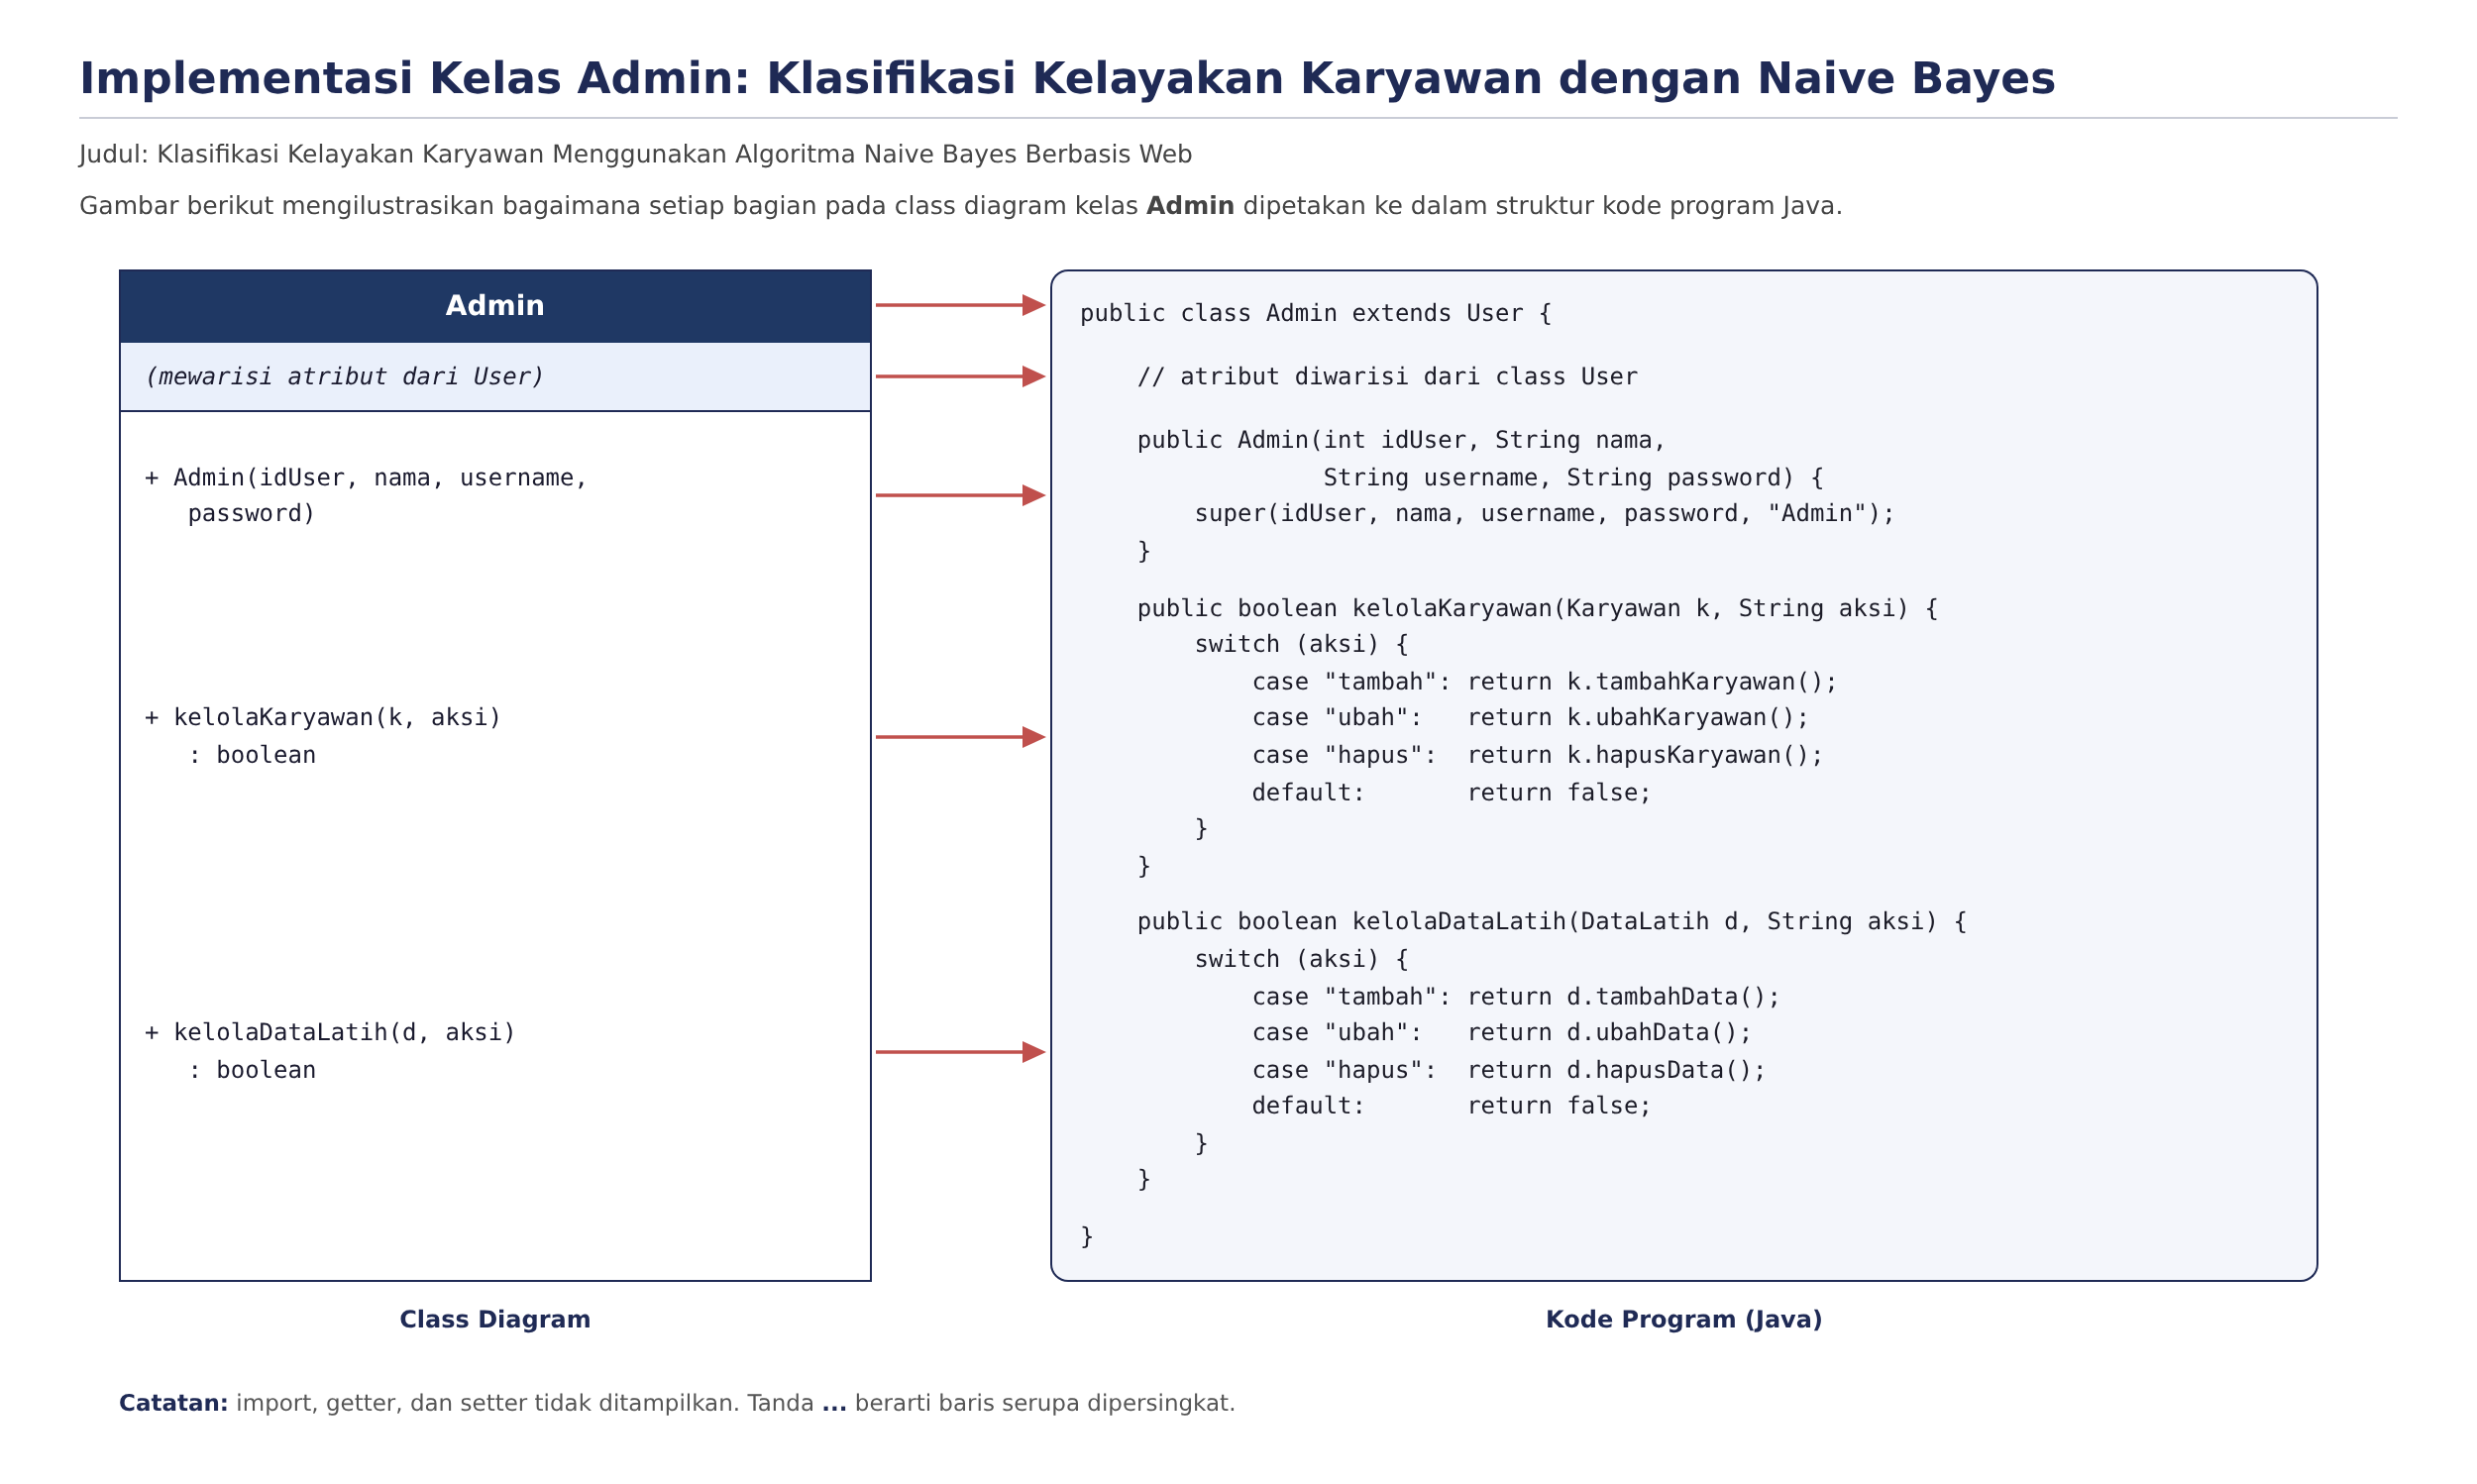 Implementasi Kelas Admin: Klasifikasi Kelayakan Karyawan dengan Naive Bayes
Judul: Klasifikasi Kelayakan Karyawan Menggunakan Algoritma Naive Bayes Berbasis Web
Gambar berikut mengilustrasikan bagaimana setiap bagian pada class diagram kelas Admin dipetakan ke dalam struktur kode program Java.
Admin
(mewarisi atribut dari User)
+ Admin(idUser, nama, username,
   password)
+ kelolaKaryawan(k, aksi)
   : boolean
+ kelolaDataLatih(d, aksi)
   : boolean
Class Diagram
public class Admin extends User {
    // atribut diwarisi dari class User
    public Admin(int idUser, String nama,
                 String username, String password) {
        super(idUser, nama, username, password, "Admin");
    }
    public boolean kelolaKaryawan(Karyawan k, String aksi) {
        switch (aksi) {
            case "tambah": return k.tambahKaryawan();
            case "ubah":   return k.ubahKaryawan();
            case "hapus":  return k.hapusKaryawan();
            default:       return false;
        }
    }
    public boolean kelolaDataLatih(DataLatih d, String aksi) {
        switch (aksi) {
            case "tambah": return d.tambahData();
            case "ubah":   return d.ubahData();
            case "hapus":  return d.hapusData();
            default:       return false;
        }
    }
}
Kode Program (Java)
Catatan: import, getter, dan setter tidak ditampilkan. Tanda ... berarti baris serupa dipersingkat.